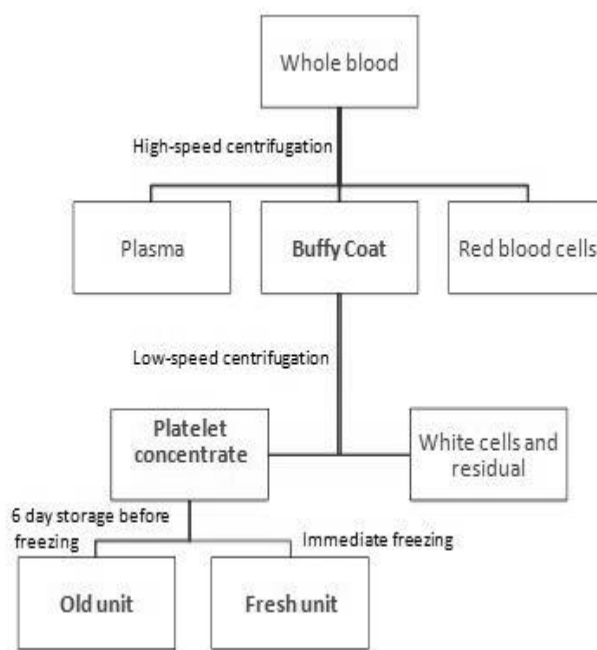 Whole blood
High-speed centrifugation
Plasma
Buffy Coat
Red blood cells
Low-speed centrifugation
Platelet
concentrate
White cells and
residual
6 day storage before
freezing
Immediate freezing
Old unit
Fresh unit